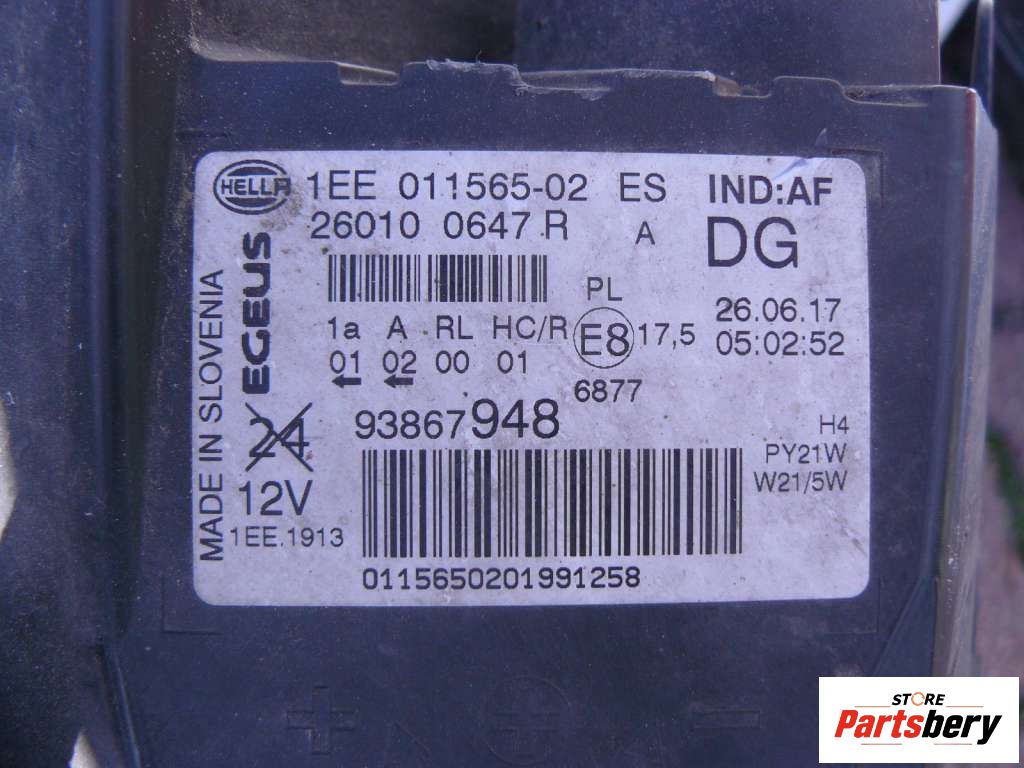 HELLA 1EE 011565-02 ES IND:AF
26010 0647 R A DG
MADE IN SLOVENIA
EGEUS
PL
1a A RL HC/R E8 17,5 26.06.17
01 02 00 01 05:02:52
6877
24 93867948 H4
PY21W
12V W21/5W
1EE.1913
0115650201991258
STORE
Partsbery